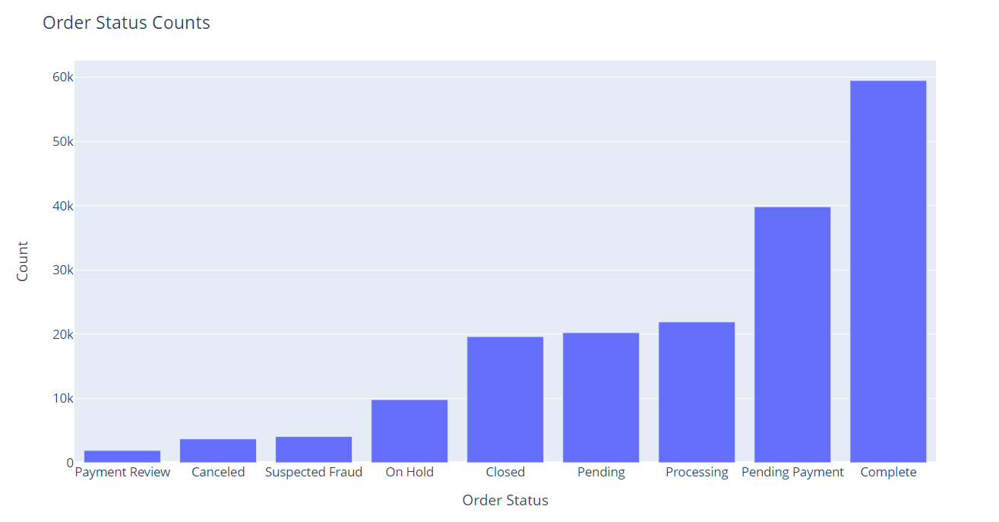 Order Status Counts
60k
50k
40k
30k
20k
10k
0
Count
Payment Review Canceled Suspected Fraud On Hold Closed Pending Processing Pending Payment Complete
Order Status